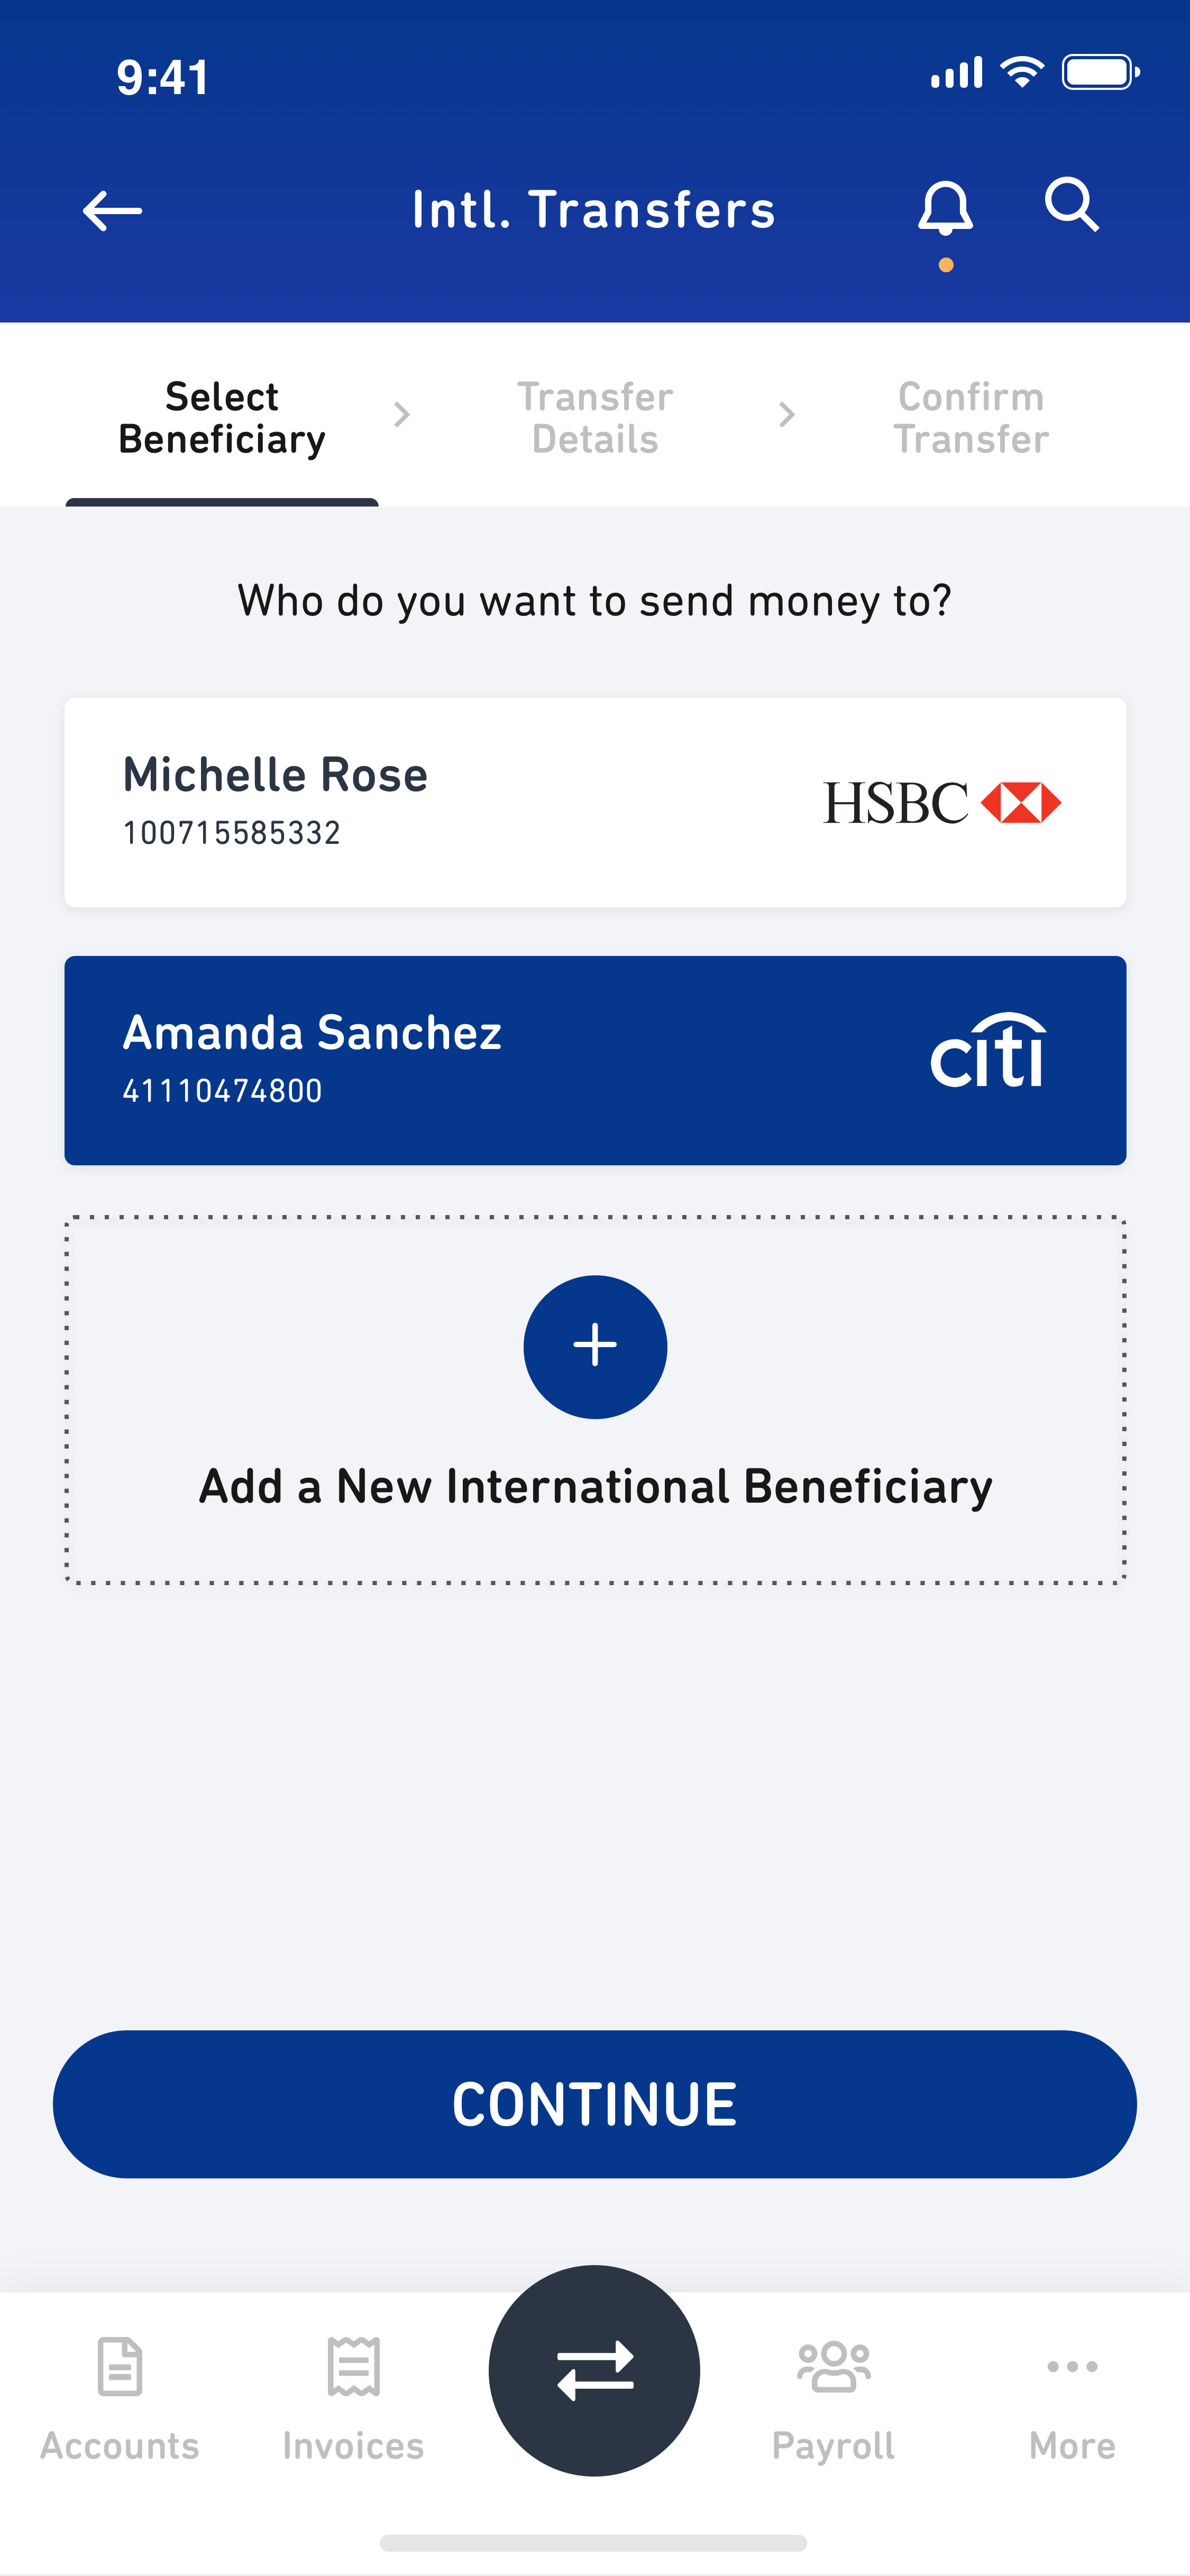 9:41
Intl. Transfers
Select
Beneficiary
Transfer
Details
Confirm
Transfer
Who do you want to send money to?
Michelle Rose
100715585332
HSBC
Amanda Sanchez
41110474800
citi
Add a New International Beneficiary
CONTINUE
Accounts
Invoices
Payroll
More